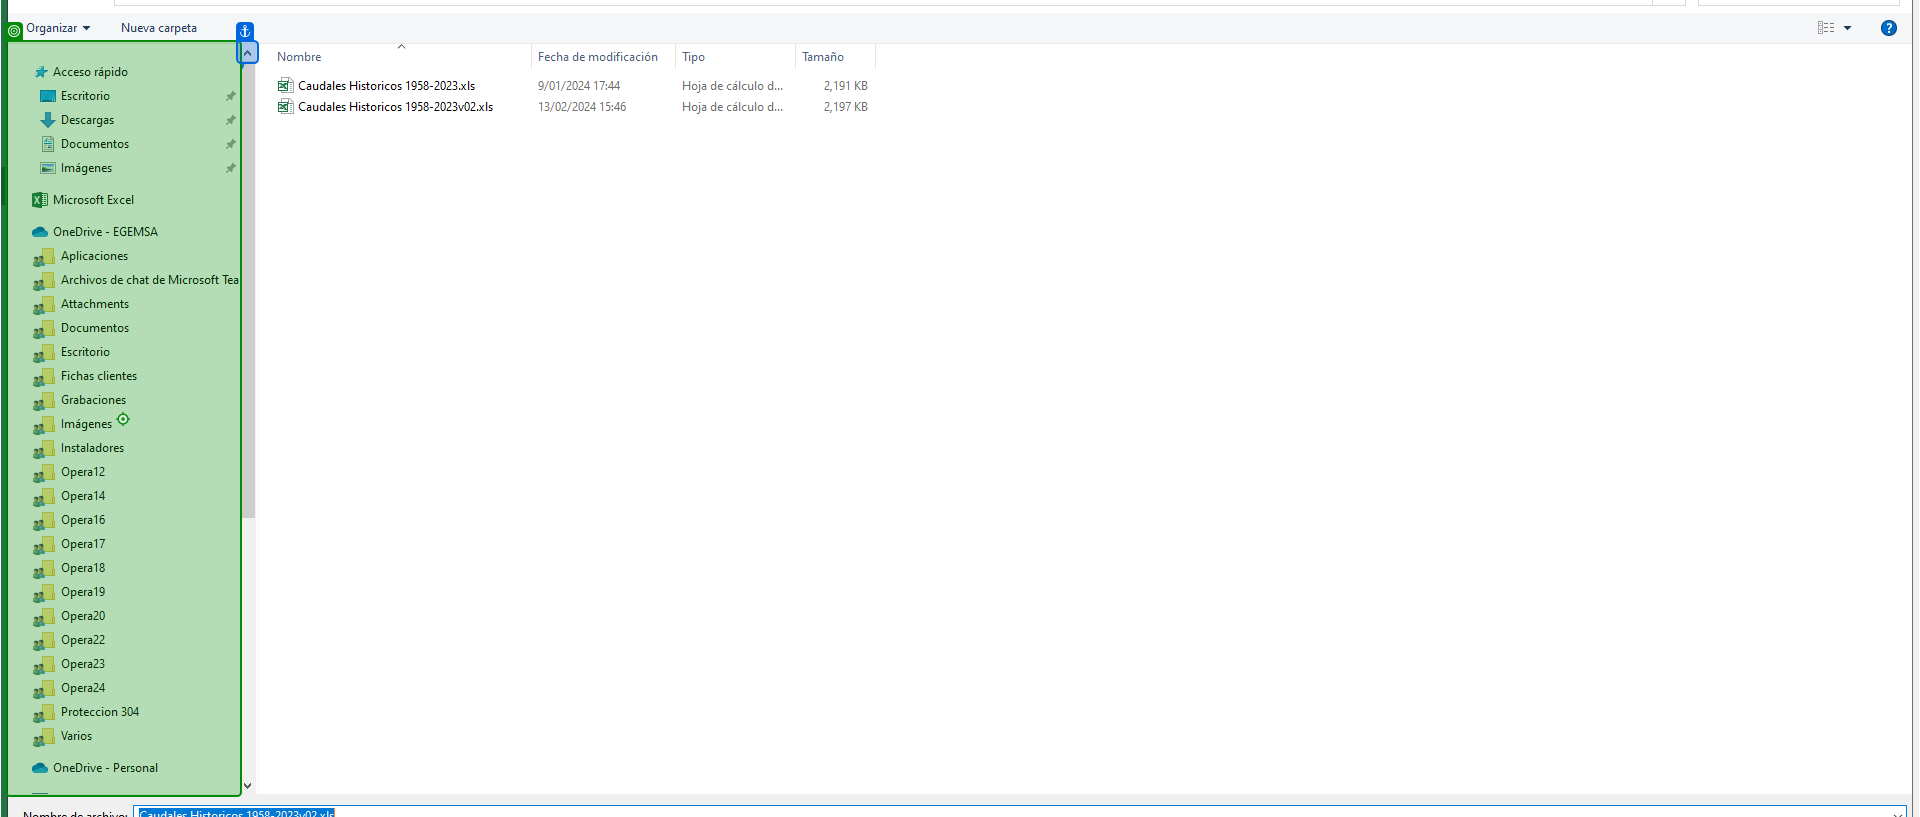 Organizar Nueva carpeta
Nombre Fecha de modificación Tipo Tamaño
Caudales Historicos 1958-2023.xls 9/01/2024 17:44 Hoja de cálculo d... 2,191 KB
Caudales Historicos 1958-2023v02.xls 13/02/2024 15:46 Hoja de cálculo d... 2,197 KB
Acceso rápido
Escritorio
Descargas
Documentos
Imágenes
Microsoft Excel
OneDrive - EGEMSA
Aplicaciones
Archivos de chat de Microsoft Tea
Attachments
Documentos
Escritorio
Fichas clientes
Grabaciones
Imágenes
Instaladores
Opera12
Opera14
Opera16
Opera17
Opera18
Opera19
Opera20
Opera22
Opera23
Opera24
Proteccion 304
Varios
OneDrive - Personal
Nombre de archivo: Caudales Historicos 1958-2023v02.xls